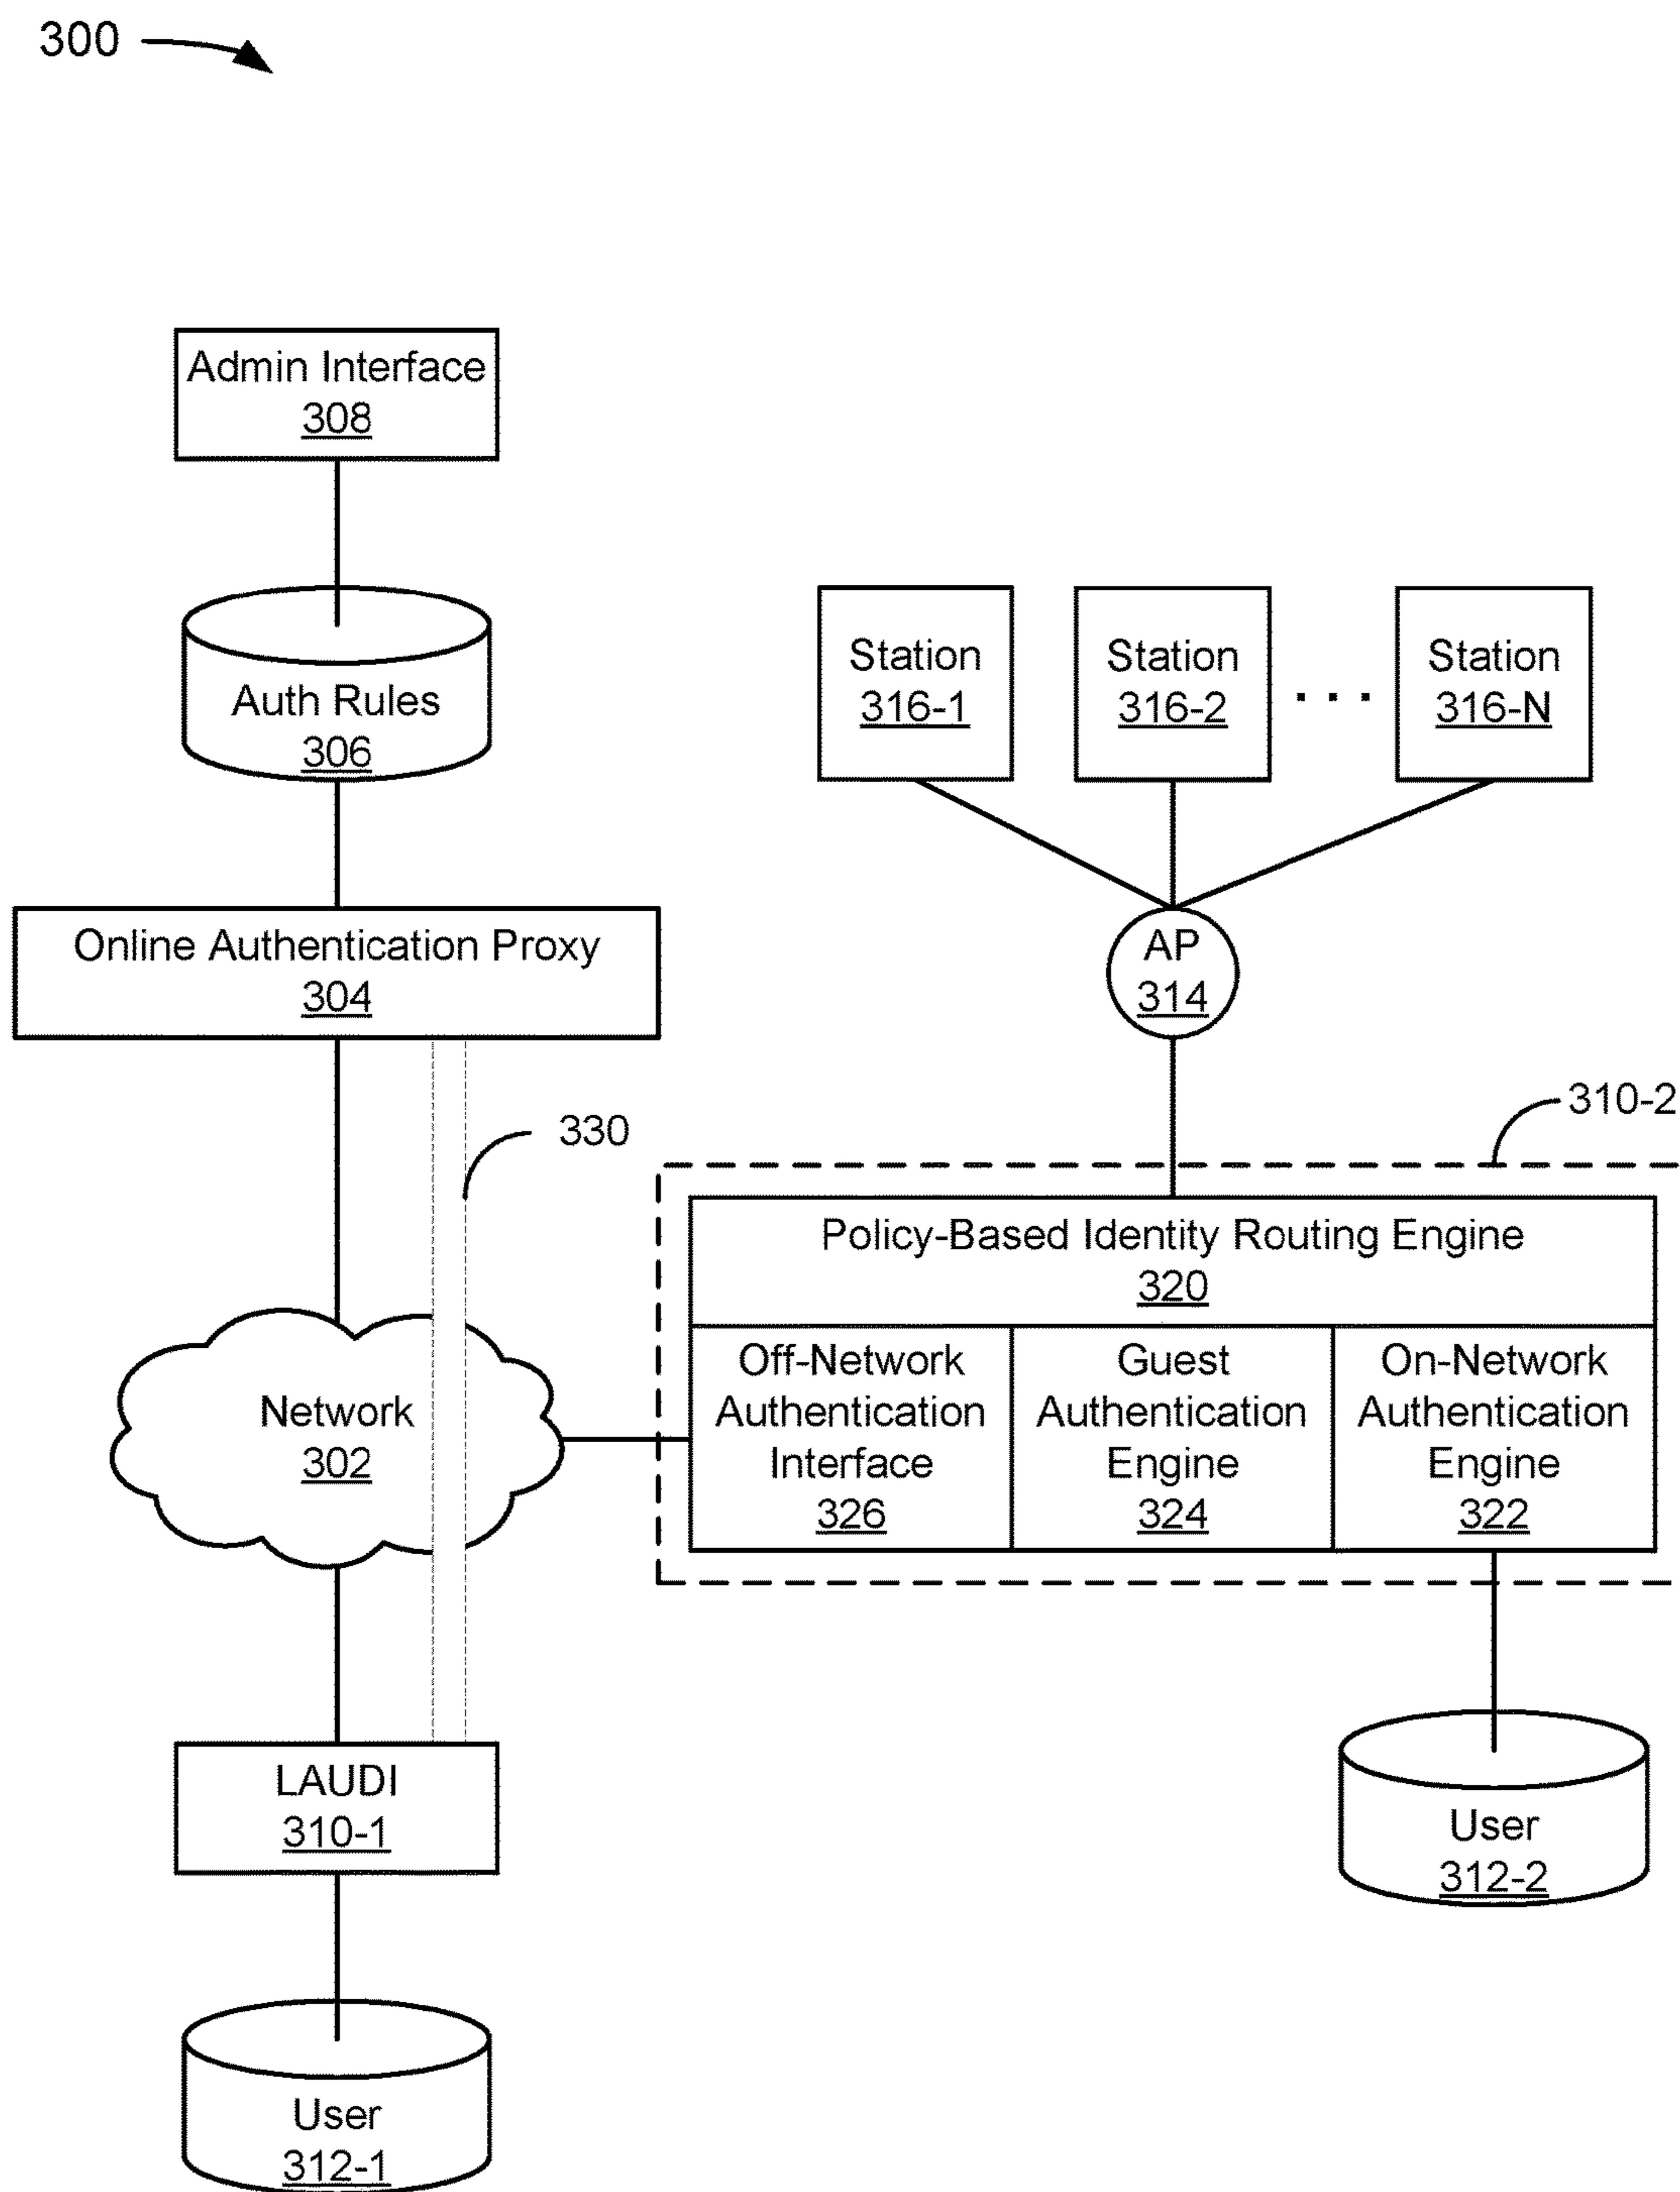 300
Admin Interface
308
Auth Rules
306
Station
316-1
Station
316-2
. . .
Station
316-N
Online Authentication Proxy
304
AP
314
330
310-2
Policy-Based Identity Routing Engine
320
Off-Network
Authentication
Interface
326
Guest
Authentication
Engine
324
On-Network
Authentication
Engine
322
Network
302
LAUDI
310-1
User
312-2
User
312-1